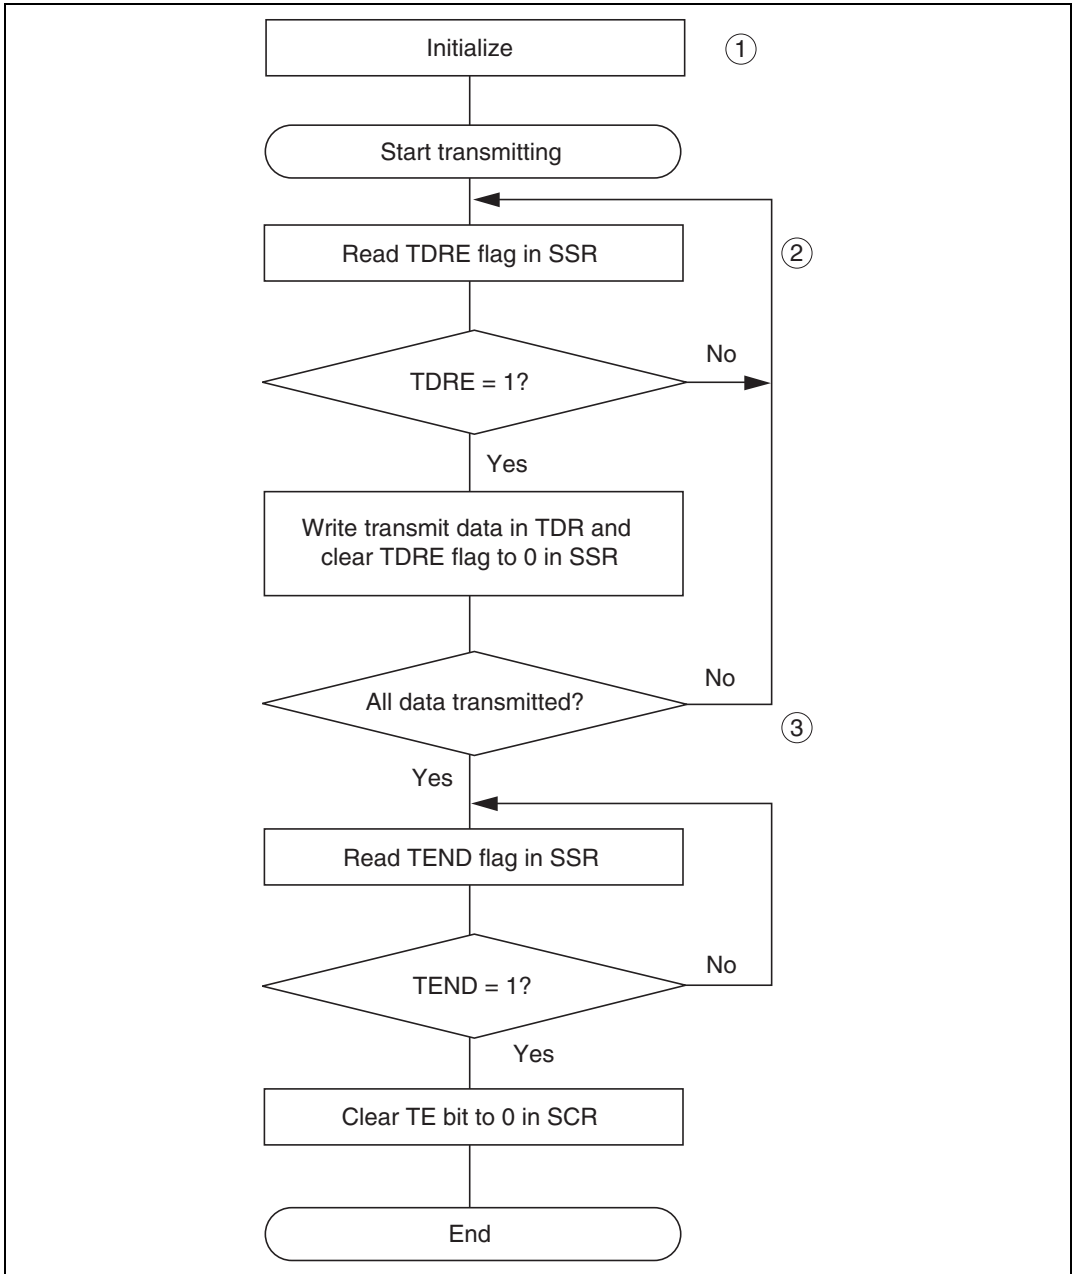 Initialize
①
Start transmitting
Read TDRE flag in SSR
②
No
TDRE = 1?
Yes
Write transmit data in TDR and
clear TDRE flag to 0 in SSR
No
All data transmitted?
③
Yes
Read TEND flag in SSR
No
TEND = 1?
Yes
Clear TE bit to 0 in SCR
End